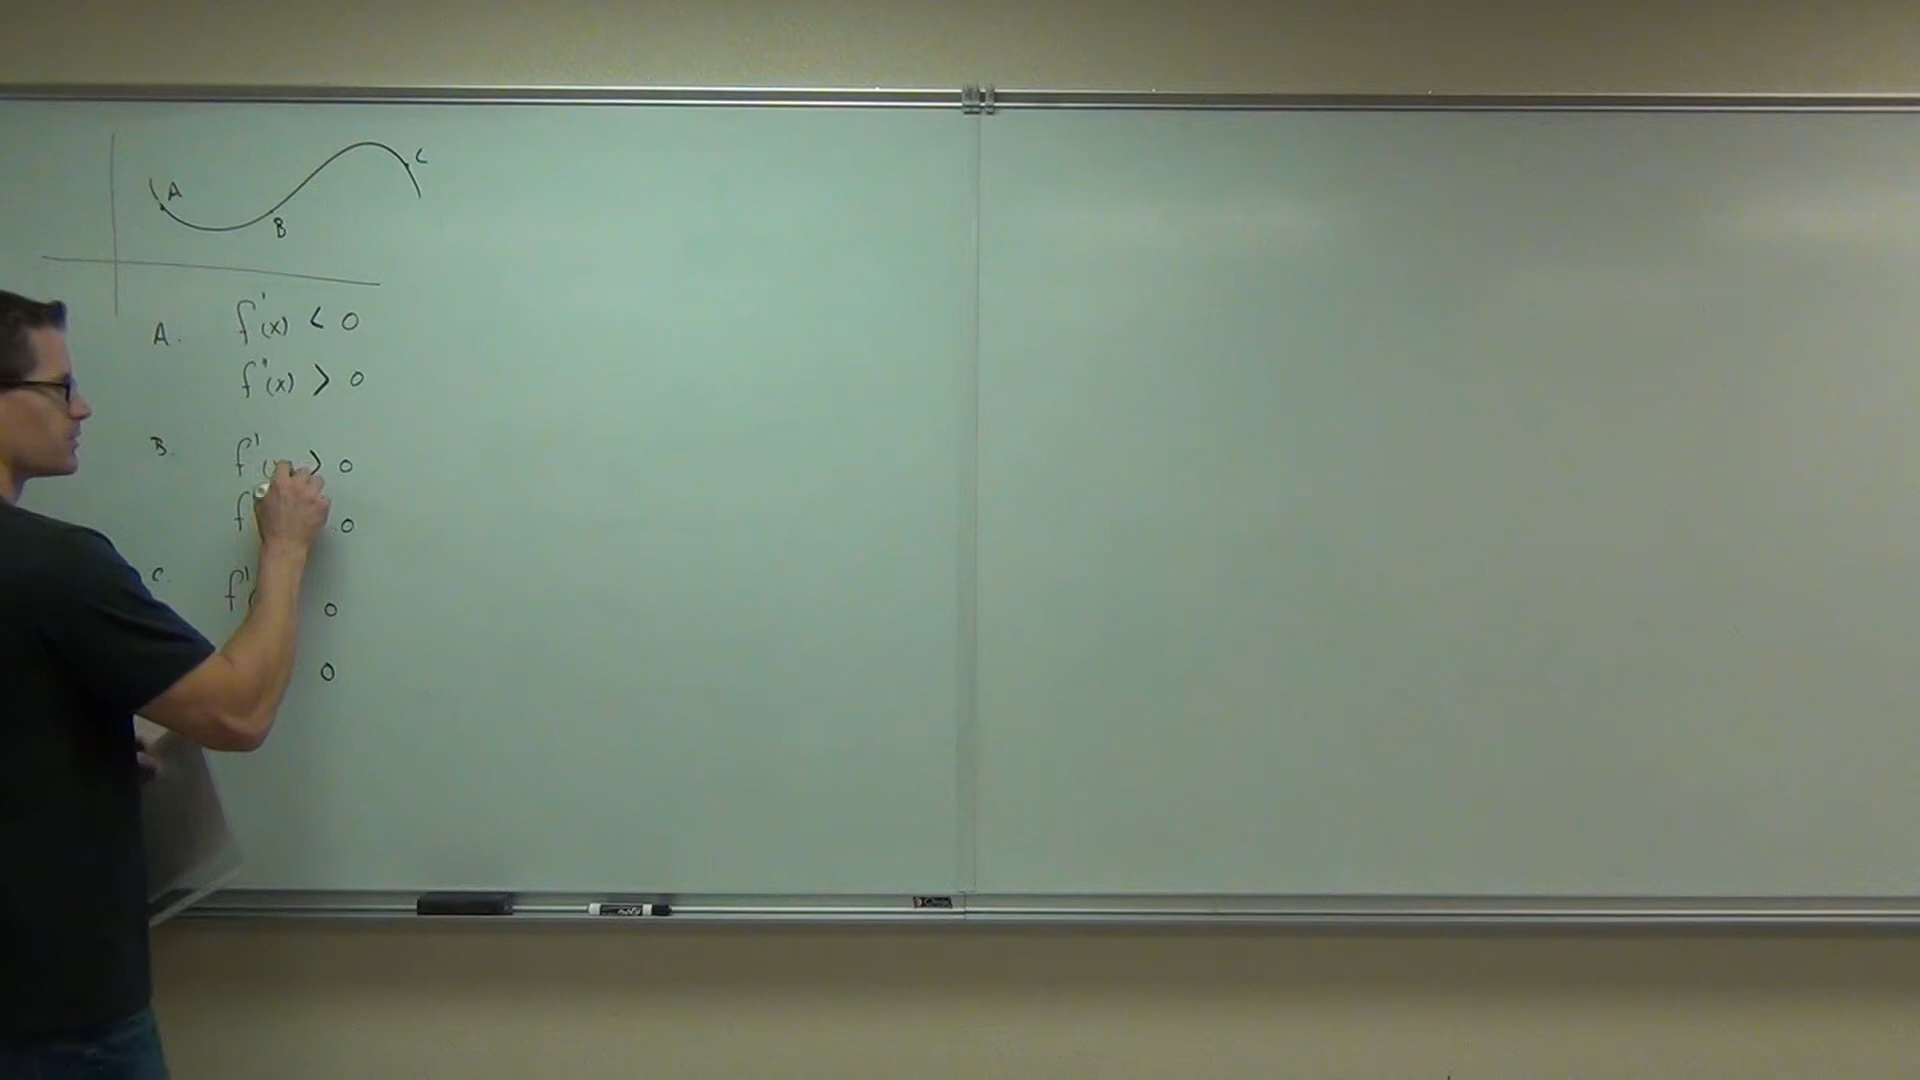 A
B
C
A. f'(x) < 0
f''(x) > 0
B. f'(x) > 0
f 0
C. f' 0
0